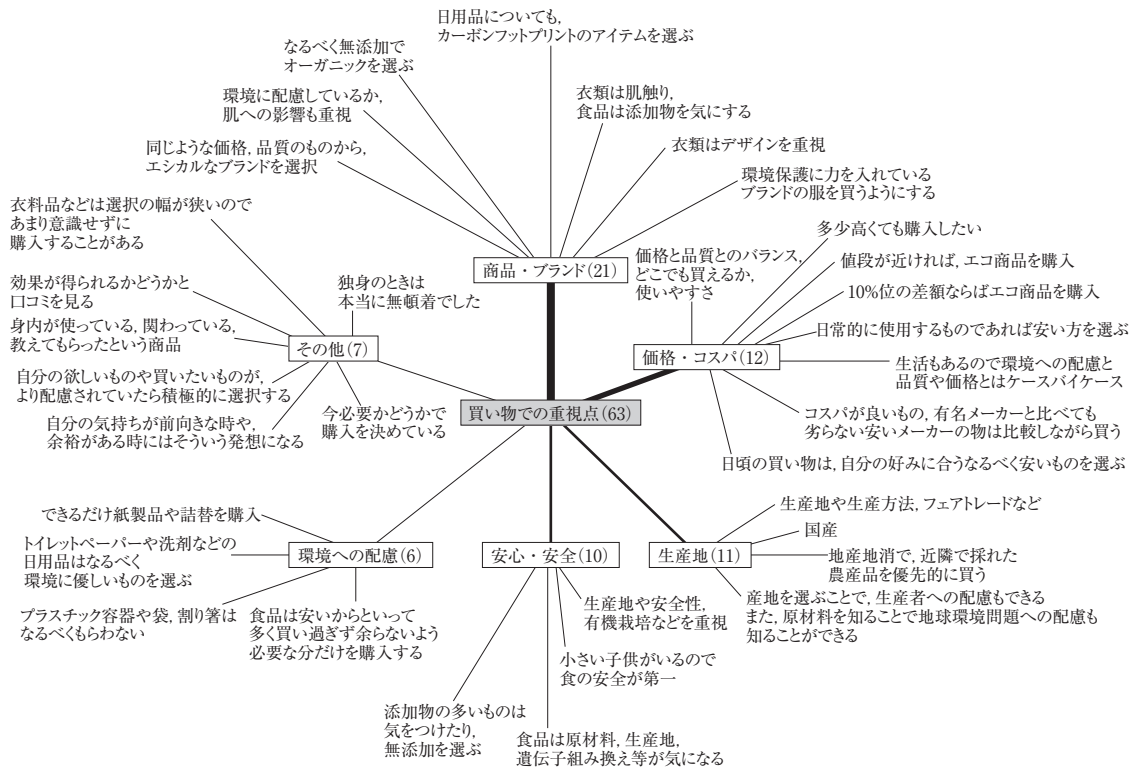 日用品についても,
カーボンフットプリントのアイテムを選ぶ
なるべく無添加で
オーガニックを選ぶ
環境に配慮しているか,
肌への影響も重視
同じような価格, 品質のものから,
エシカルなブランドを選択
衣類は肌触り,
食品は添加物を気にする
衣類はデザインを重視
環境保護に力を入れている
ブランドの服を買うようにする
商品・ブランド(21)
衣料品などは選択の幅が狭いので
あまり意識せずに
購入することがある
効果が得られるかどうかと
口コミを見る
身内が使っている, 関わっている,
教えてもらったという商品
自分の欲しいものや買いたいものが,
より配慮されていたら積極的に選択する
自分の気持ちが前向きな時や,
余裕がある時にはそういう発想になる
独身のときは
本当に無頓着でした
その他(7)
今必要かどうかで
購入を決めている
価格と品質とのバランス,
どこでも買えるか,
使いやすさ
多少高くても購入したい
値段が近ければ, エコ商品を購入
10%位の差額ならばエコ商品を購入
日常的に使用するものであれば安い方を選ぶ
価格・コスパ(12)
生活もあるので環境への配慮と
品質や価格とはケースバイケース
コスパが良いもの, 有名メーカーと比べても
劣らない安いメーカーの物は比較しながら買う
日頃の買い物は, 自分の好みに合うなるべく安いものを選ぶ
買い物での重視点(63)
できるだけ紙製品や詰替を購入
トイレットペーパーや洗剤などの
日用品はなるべく
環境に優しいものを選ぶ
環境への配慮(6)
プラスチック容器や袋, 割り箸は
なるべくもらわない
食品は安いからといって
多く買い過ぎず余らないよう
必要な分だけを購入する
安心・安全(10)
生産地や安全性,
有機栽培などを重視
小さい子供がいるので
食の安全が第一
添加物の多いものは
気をつけたり,
無添加を選ぶ
食品は原材料, 生産地,
遺伝子組み換え等が気になる
生産地(11)
生産地や生産方法, フェアトレードなど
国産
地産地消で, 近隣で採れた
農産品を優先的に買う
産地を選ぶことで, 生産者への配慮もできる
また, 原材料を知ることで地球環境問題への配慮も
知ることができる